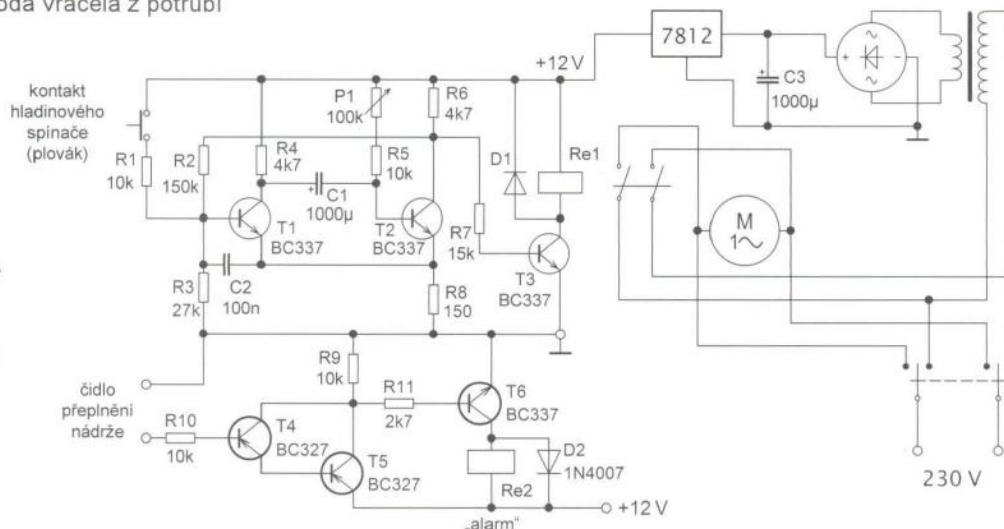 voda vracela z potrubí
kontakt
hladinového
spínače
(plovák)
R1
10k
R2
150k
R4
4k7
P1
100k
R5
10k
R6
4k7
C1
1000µ
T1
BC337
T2
BC337
R3
27k
C2
100n
R8
150
R7
15k
T3
BC337
D1
Re1
+12 V
7812
C3
1000µ
M
1
230 V
čidlo
přeplnění
nádrže
R10
10k
T4
BC327
T5
BC327
R9
10k
R11
2k7
T6
BC337
Re2
D2
1N4007
+12 V
„alarm“